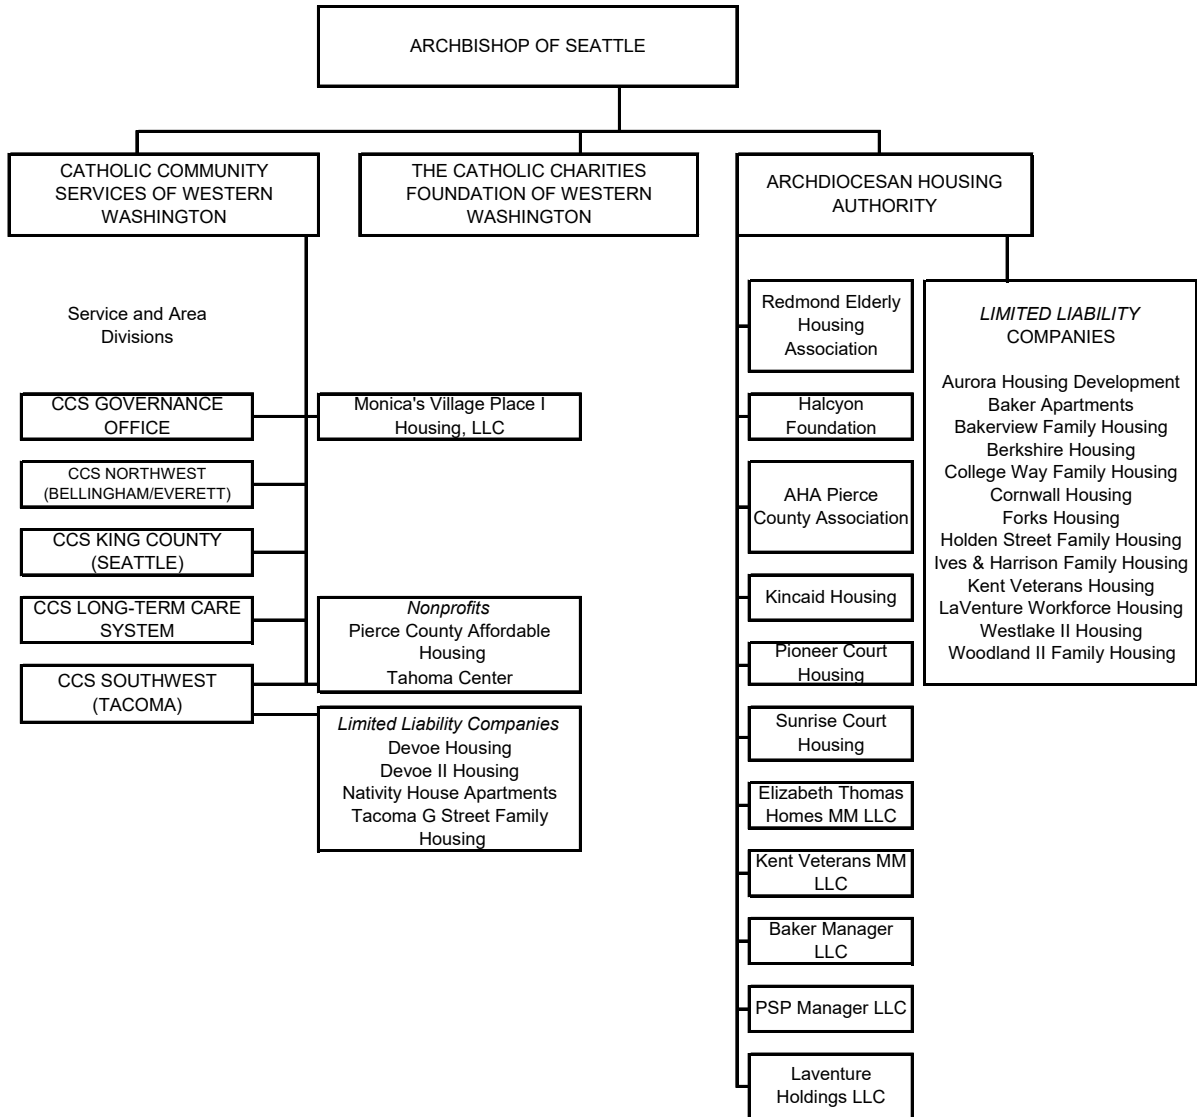 ARCHBISHOP OF SEATTLE
CATHOLIC COMMUNITY
SERVICES OF WESTERN
WASHINGTON
THE CATHOLIC CHARITIES
FOUNDATION OF WESTERN
WASHINGTON
ARCHDIOCESAN HOUSING
AUTHORITY
Service and Area
Divisions
CCS GOVERNANCE
OFFICE
CCS NORTHWEST
(BELLINGHAM/EVERETT)
CCS KING COUNTY
(SEATTLE)
CCS LONG-TERM CARE
SYSTEM
CCS SOUTHWEST
(TACOMA)
Monica's Village Place I
Housing, LLC
Nonprofits
Pierce County Affordable
Housing
Tahoma Center
Limited Liability Companies
Devoe Housing
Devoe II Housing
Nativity House Apartments
Tacoma G Street Family
Housing
Redmond Elderly
Housing
Association
Halcyon
Foundation
AHA Pierce
County Association
Kincaid Housing
Pioneer Court
Housing
Sunrise Court
Housing
Elizabeth Thomas
Homes MM LLC
Kent Veterans MM
LLC
Baker Manager
LLC
PSP Manager LLC
Laventure
Holdings LLC
LIMITED LIABILITY
COMPANIES
Aurora Housing Development
Baker Apartments
Bakerview Family Housing
Berkshire Housing
College Way Family Housing
Cornwall Housing
Forks Housing
Holden Street Family Housing
Ives & Harrison Family Housing
Kent Veterans Housing
LaVenture Workforce Housing
Westlake II Housing
Woodland II Family Housing